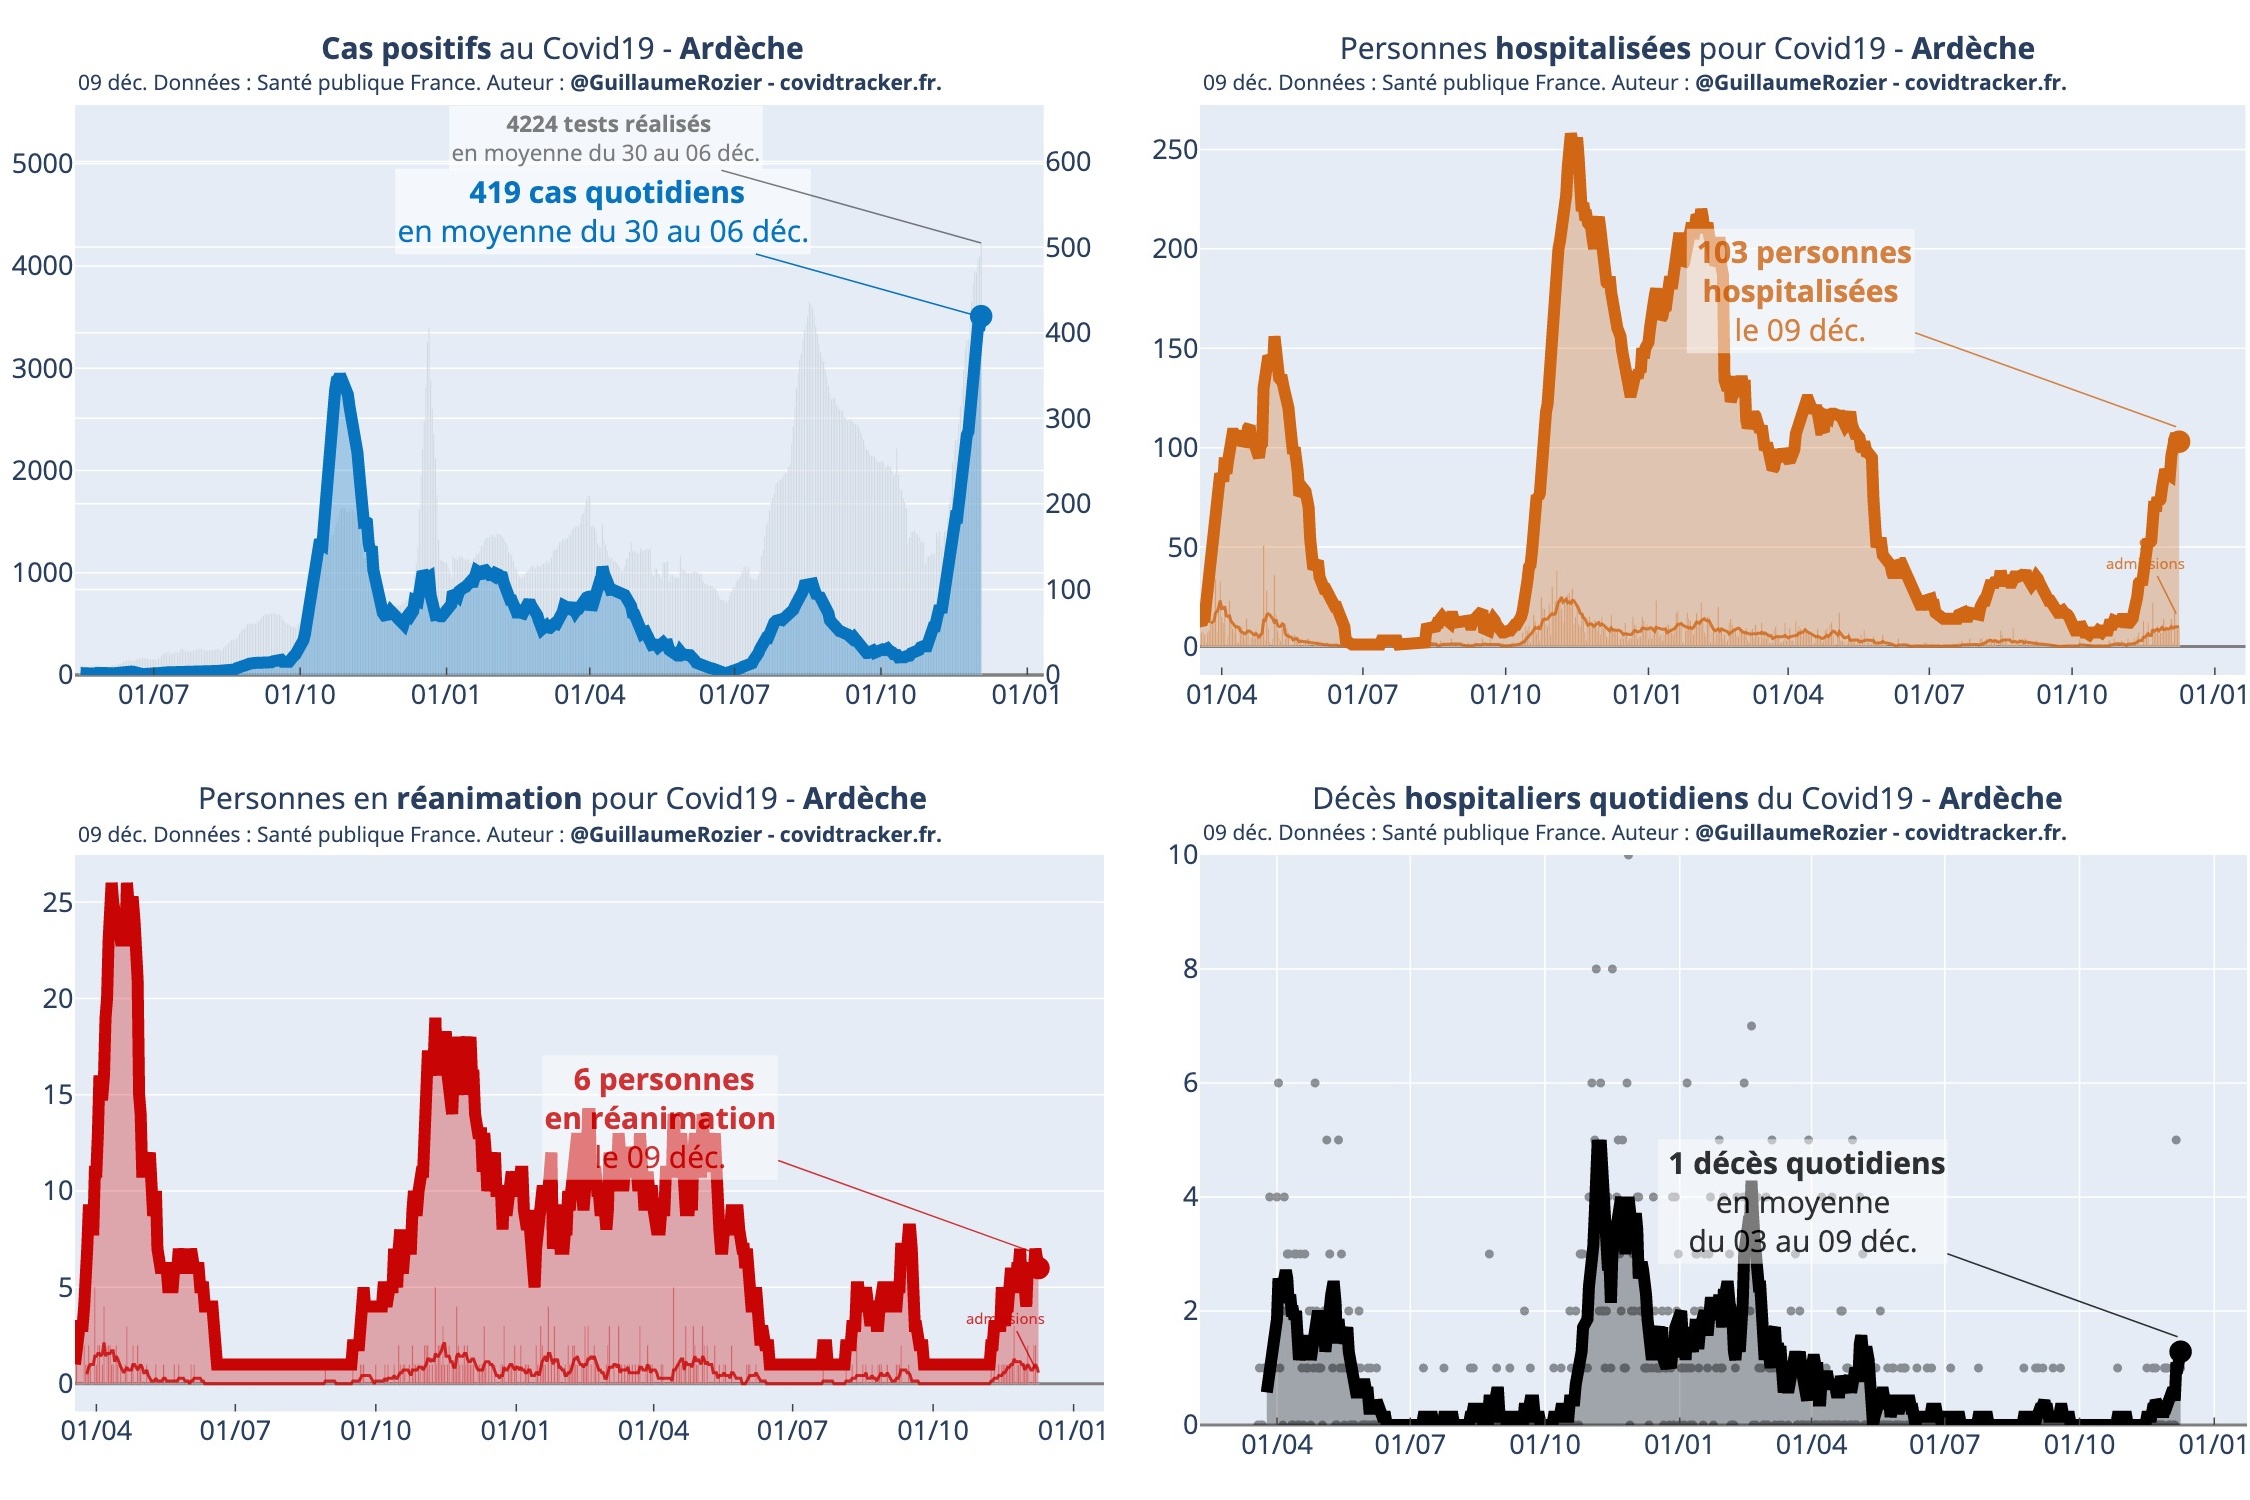 Cas positifs au Covid19 - Ardèche
09 déc. Données : Santé publique France. Auteur : @GuillaumeRozier - covidtracker.fr.
4224 tests réalisés
en moyenne du 30 au 06 déc.
419 cas quotidiens
en moyenne du 30 au 06 déc.
5000
4000
3000
2000
1000
0
600
500
400
300
200
100
0
01/07 01/10 01/01 01/04 01/07 01/10 01/01
Personnes hospitalisées pour Covid19 - Ardèche
09 déc. Données : Santé publique France. Auteur : @GuillaumeRozier - covidtracker.fr.
250
200
150
100
50
0
103 personnes
hospitalisées
le 09 déc.
admissions
01/04 01/07 01/10 01/01 01/04 01/07 01/10 01/01
Personnes en réanimation pour Covid19 - Ardèche
09 déc. Données : Santé publique France. Auteur : @GuillaumeRozier - covidtracker.fr.
25
20
15
10
5
0
6 personnes
en réanimation
le 09 déc.
admissions
01/04 01/07 01/10 01/01 01/04 01/07 01/10 01/01
Décès hospitaliers quotidiens du Covid19 - Ardèche
09 déc. Données : Santé publique France. Auteur : @GuillaumeRozier - covidtracker.fr.
10
8
6
4
2
0
1 décès quotidiens
en moyenne
du 03 au 09 déc.
01/04 01/07 01/10 01/01 01/04 01/07 01/10 01/01